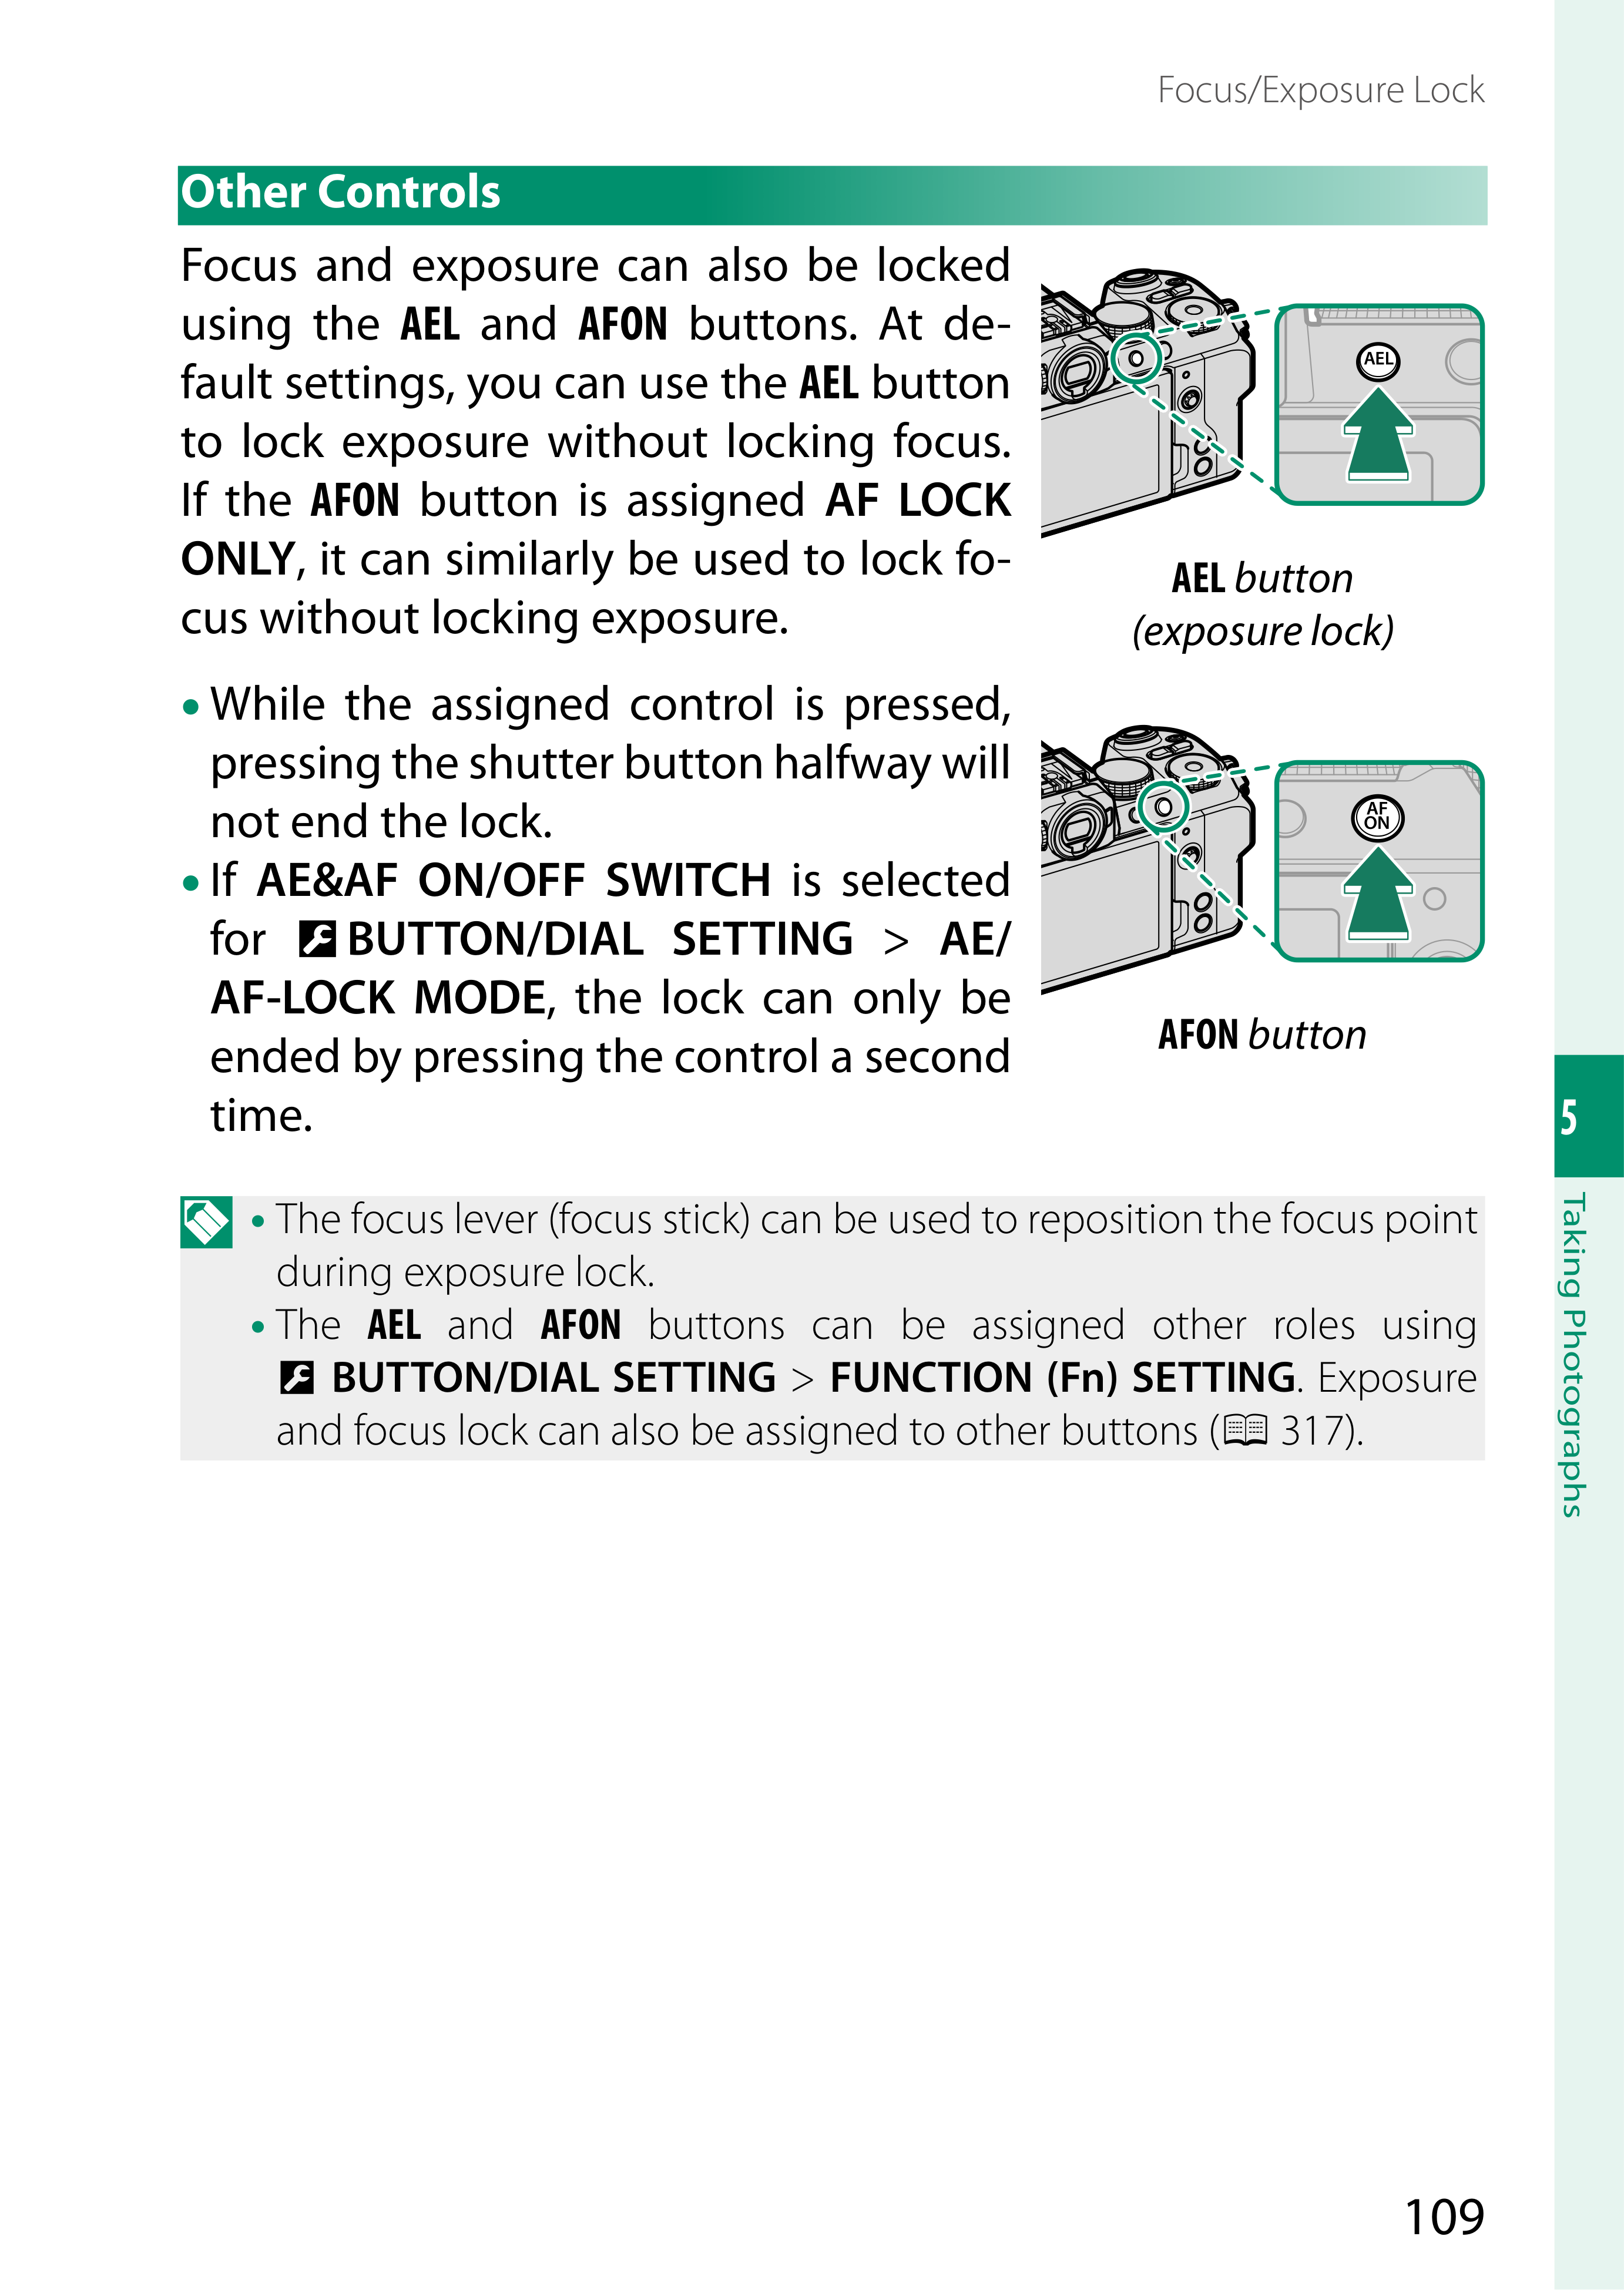 Focus/Exposure Lock
Other Controls
Focus and exposure can also be locked
using the AEL and AFON buttons. At de-
fault settings, you can use the AEL button
to lock exposure without locking focus.
If the AFON button is assigned AF LOCK
ONLY, it can similarly be used to lock fo-
cus without locking exposure.
AEL
AEL button
(exposure lock)
• While the assigned control is pressed,
pressing the shutter button halfway will
not end the lock.
• If AE&AF ON/OFF SWITCH is selected
for BUTTON/DIAL SETTING > AE/
AF-LOCK MODE, the lock can only be
ended by pressing the control a second
time.
AF
ON
AFON button
• The focus lever (focus stick) can be used to reposition the focus point
during exposure lock.
• The AEL and AFON buttons can be assigned other roles using
BUTTON/DIAL SETTING > FUNCTION (Fn) SETTING. Exposure
and focus lock can also be assigned to other buttons ( 317).
5
Taking Photographs
109